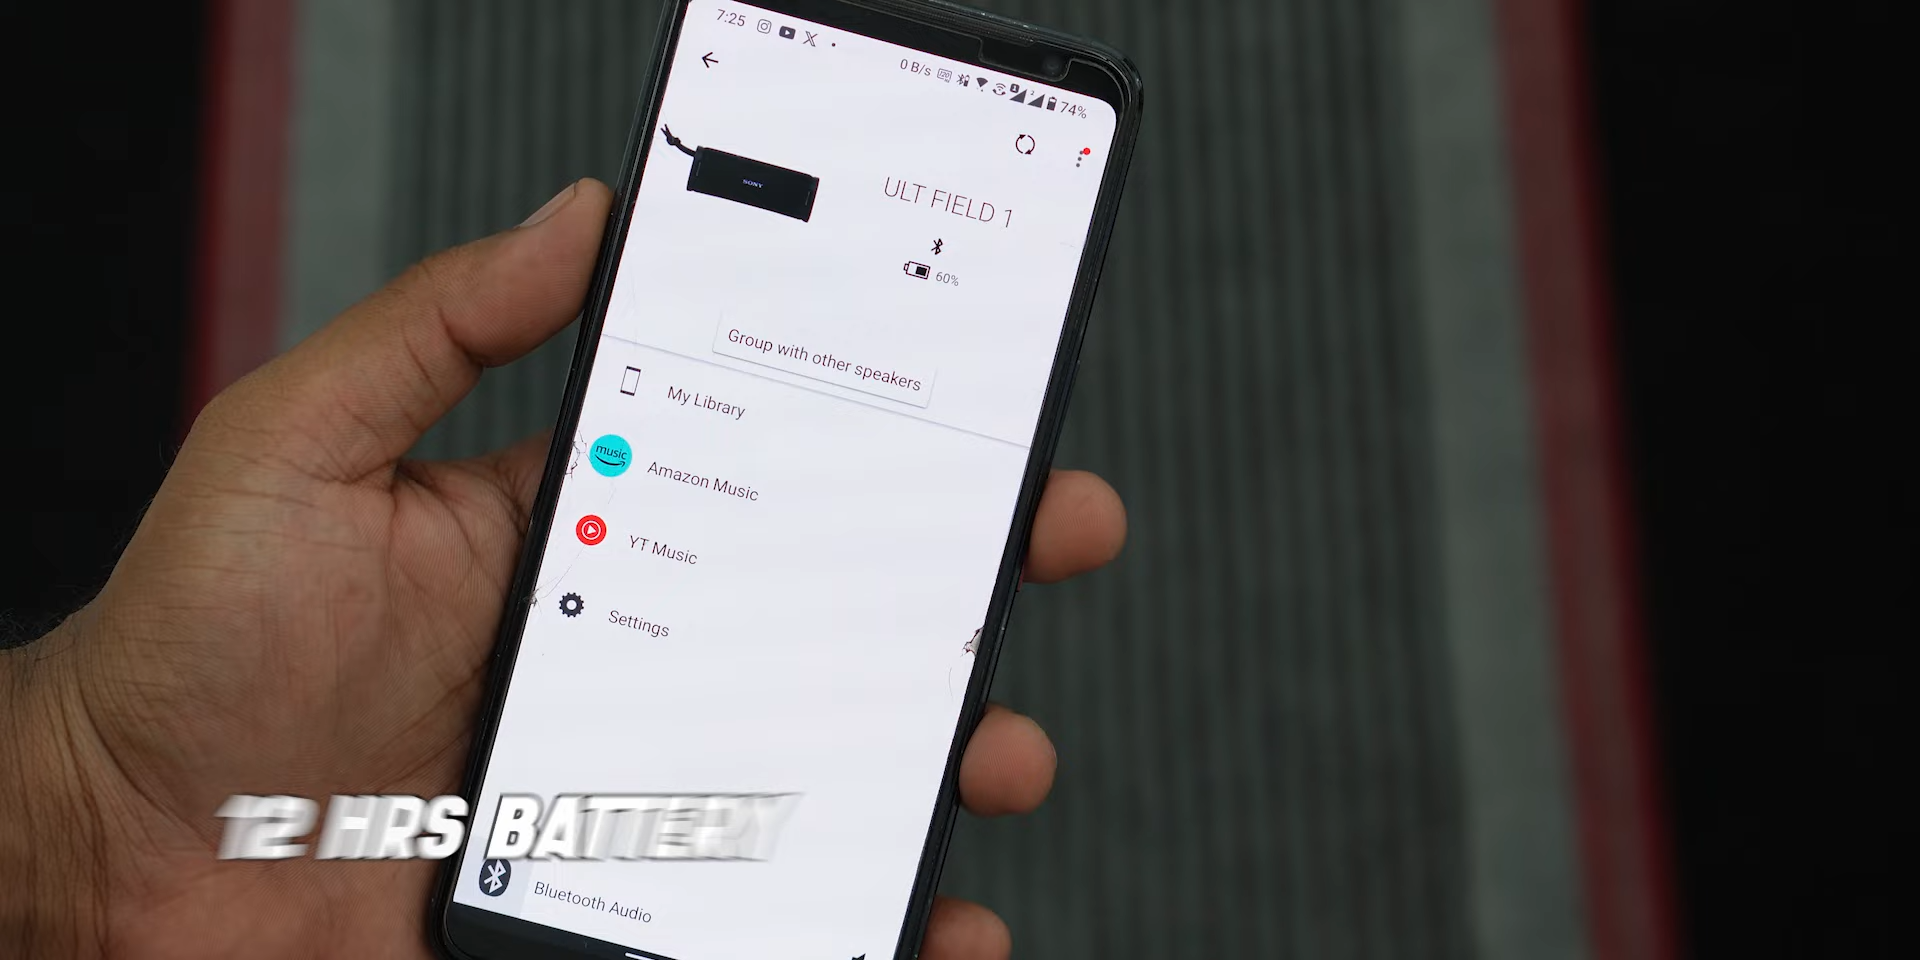 7:25
0 B/s
74%
SONY
ULT FIELD 1
60%
Group with other speakers
My Library
music
Amazon Music
YT Music
Settings
12 HRS BATTERY
Bluetooth Audio